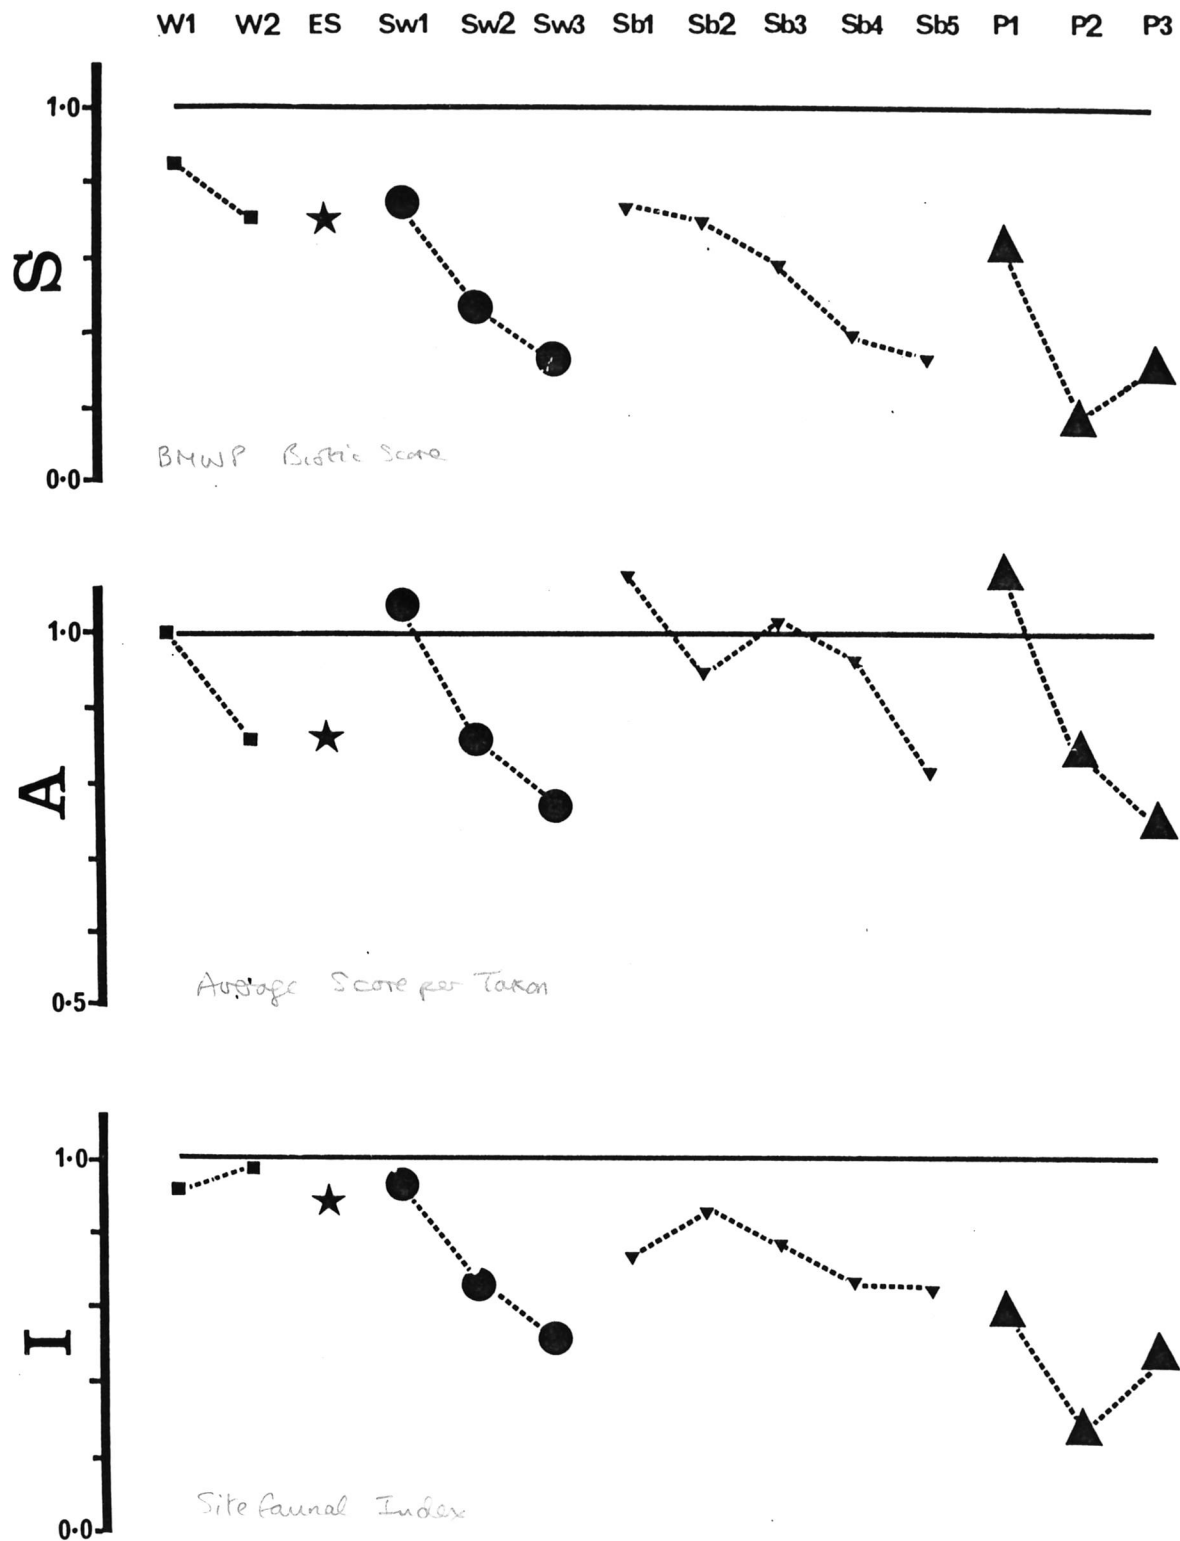 W1 W2 ES Sw1 Sw2 Sw3 Sb1 Sb2 Sb3 Sb4 Sb5 P1 P2 P3
1·0
S
BMWP Biotic Score
0·0
1·0
A
Average Score per Taxon
0·5
1·0
I
Site faunal Index
0·0